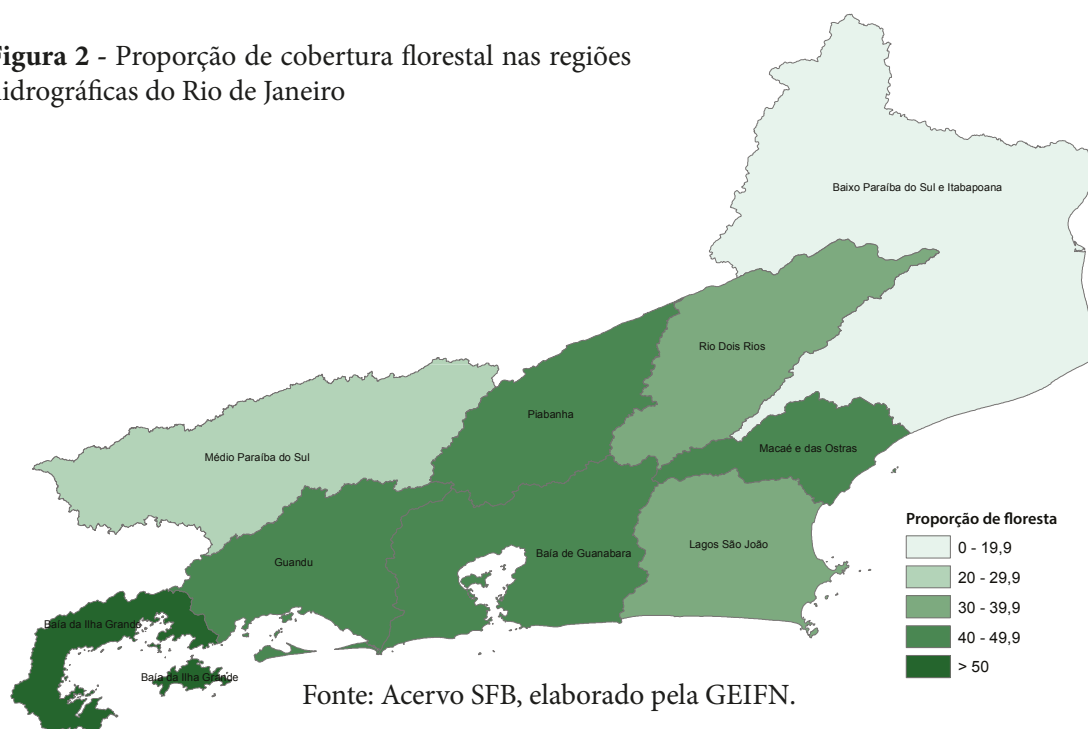 igura 2 - Proporção de cobertura florestal nas regiões
idrográficas do Rio de Janeiro
Baixo Paraíba do Sul e Itabapoana
Rio Dois Rios
Piabanha
Macaé e das Ostras
Médio Paraíba do Sul
Lagos São João
Baía de Guanabara
Guandu
Baía da Ilha Grande
Baía da Ilha Grande
Proporção de floresta
0 - 19,9
20 - 29,9
30 - 39,9
40 - 49,9
> 50
Fonte: Acervo SFB, elaborado pela GEIFN.